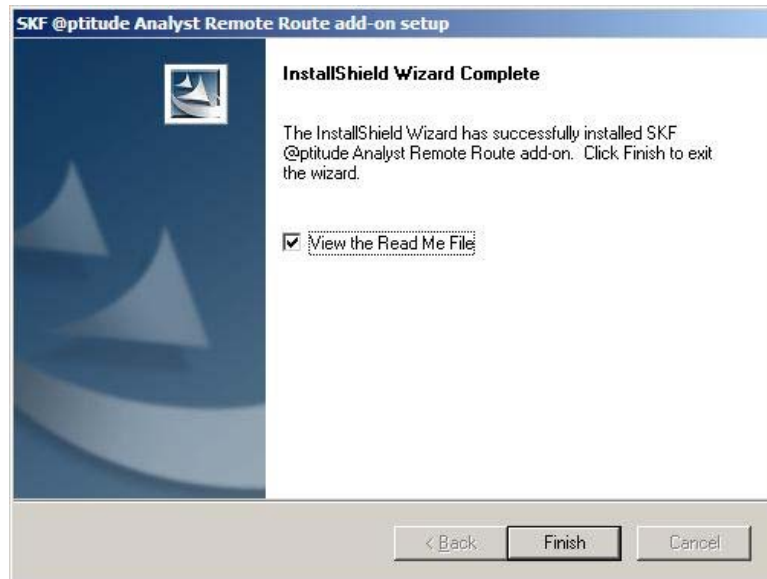 SKF @ptitude Analyst Remote Route add-on setup
InstallShield Wizard Complete
The InstallShield Wizard has successfully installed SKF
@ptitude Analyst Remote Route add-on. Click Finish to exit
the wizard.
View the Read Me File
< Back
Finish
Cancel